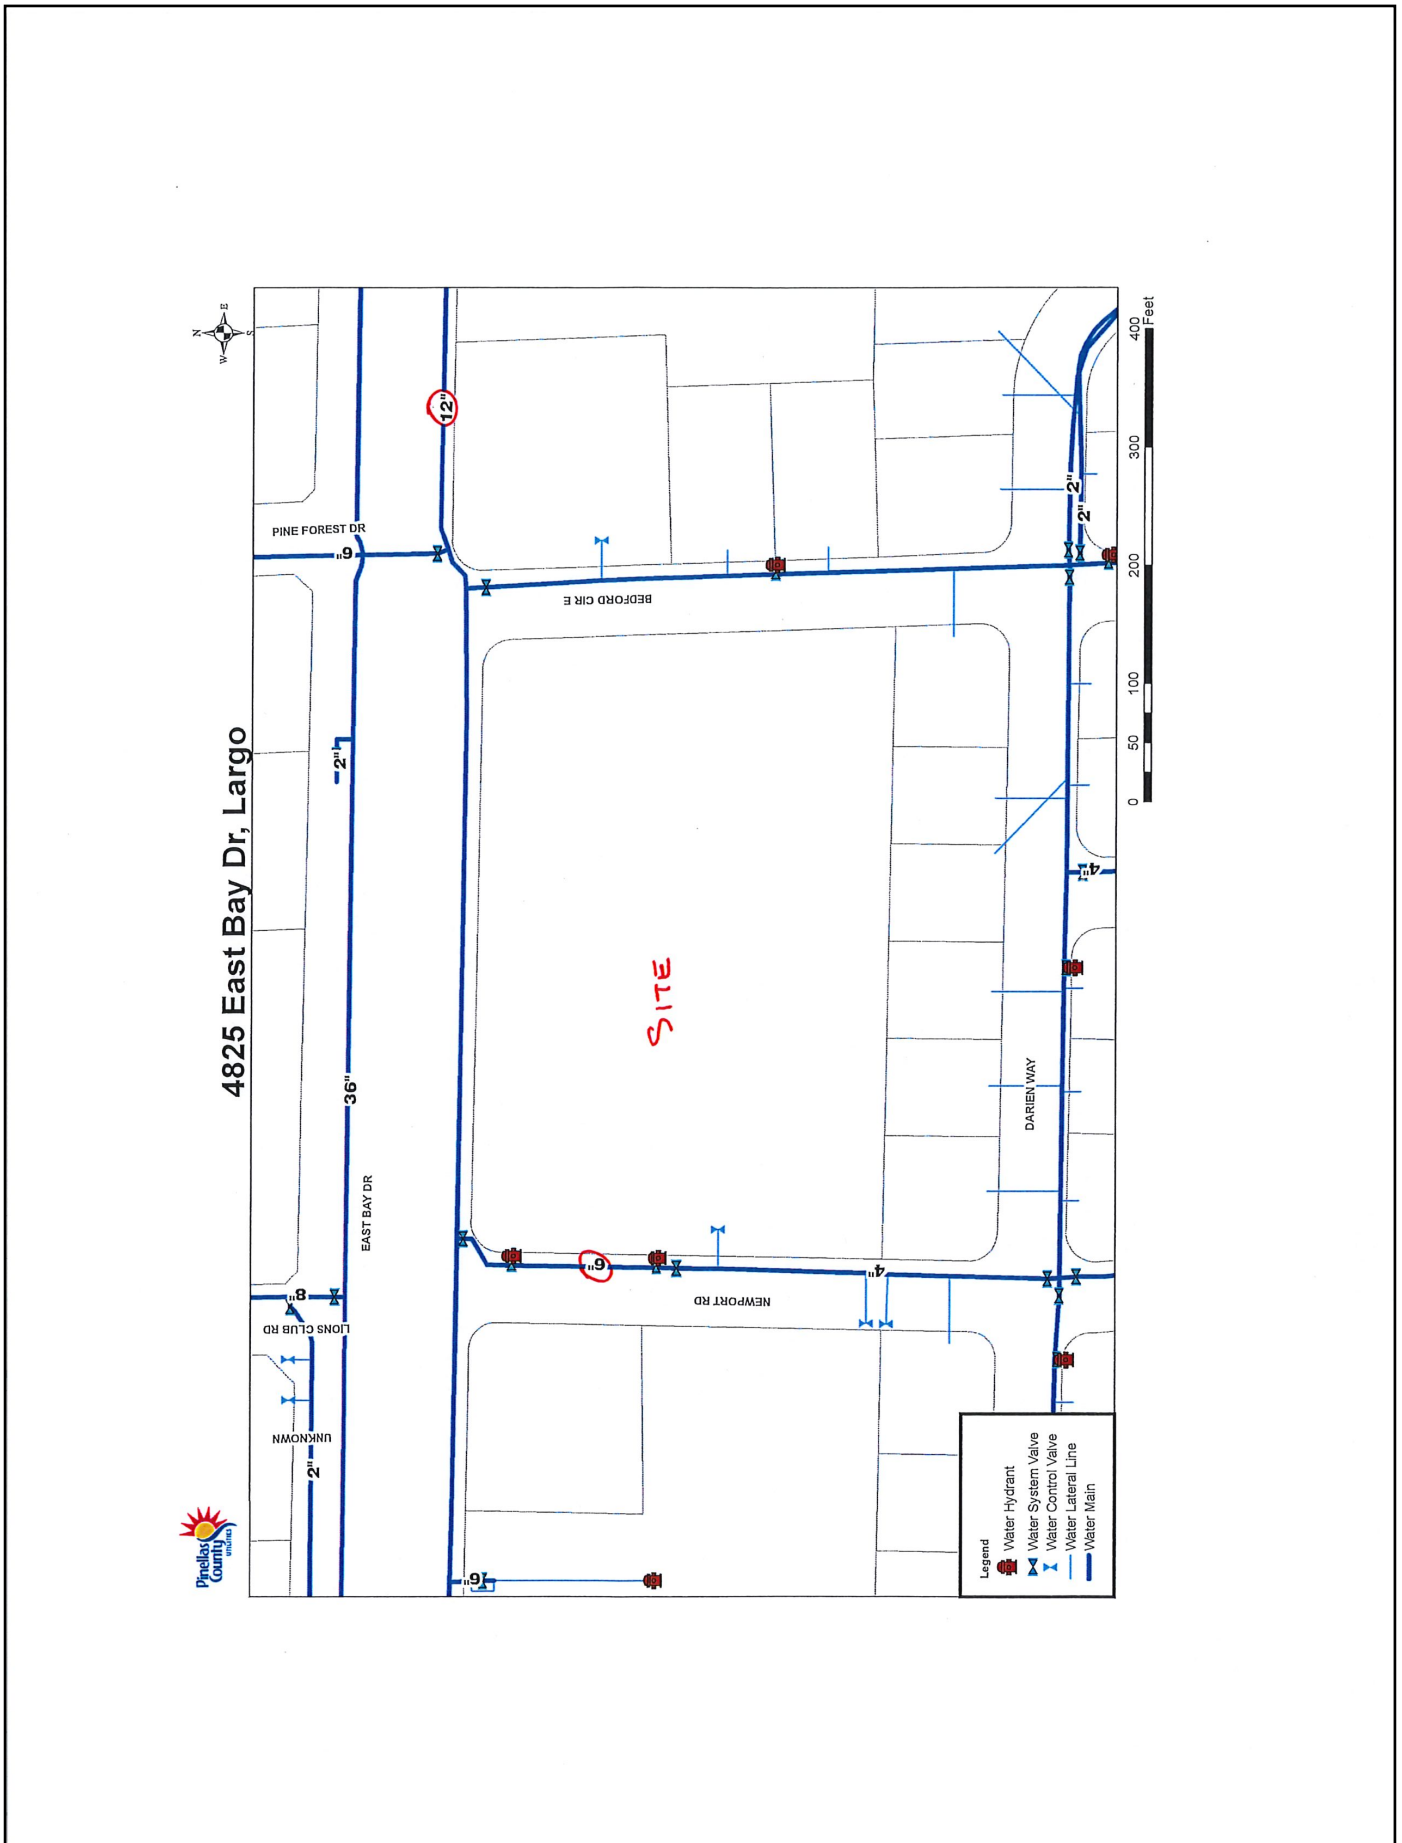 4825 East Bay Dr, Largo
Pinellas
County
UTILITIES
N
W
E
S
UNKNOWN
2"
LIONS CLUB RD
8"
EAST BAY DR
36"
2"
PINE FOREST DR
6"
12"
6"
6"
NEWPORT RD
4"
SITE
BEDFORD CIR E
DARIEN WAY
4"
2"
2"
Legend
Water Hydrant
Water System Valve
Water Control Valve
Water Lateral Line
Water Main
0 50 100 200 300 400
Feet